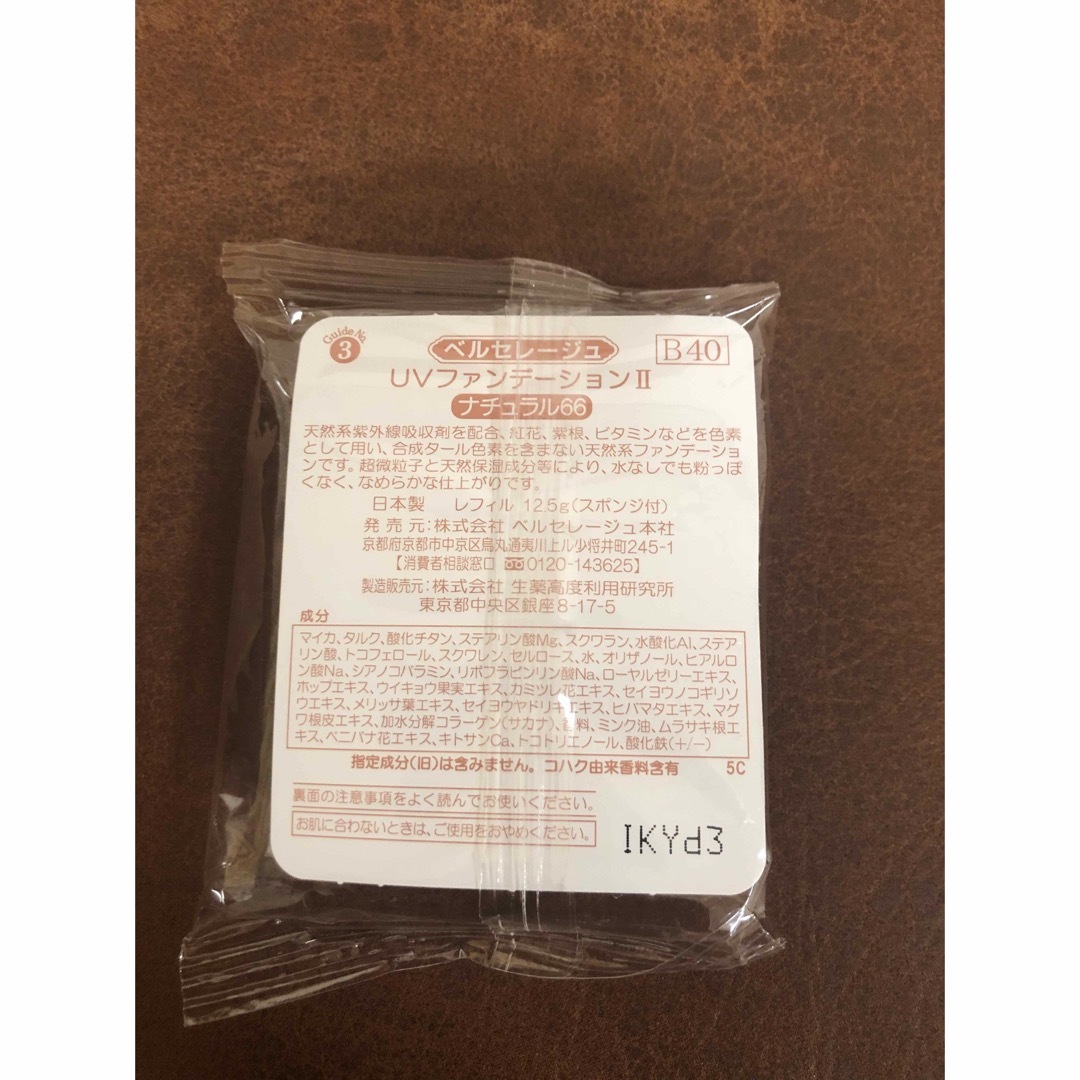 Guide No.
3
ベルセレージュ
B40
UVファンデーションⅡ
ナチュラル66
天然系紫外線吸収剤を配合、紅花、紫根、ビタミンなどを色素
として用い、合成タール色素を含まない天然系ファンデーショ
ンです。超微粒子と天然保湿成分等により、水なしでも粉っぽ
くなく、なめらかな仕上がりです。
日本製 レフィル 12.5g(スポンジ付)
発売元:株式会社 ベルセレージュ本社
京都府京都市中京区烏丸通夷川上ル少将井町245-1
【消費者相談窓口 0120-143625】
製造販売元:株式会社 生薬高度利用研究所
東京都中央区銀座8-17-5
成分
マイカ、タルク、酸化チタン、ステアリン酸Mg、スクワラン、水酸化Al、ステア
リン酸、トコフェロール、スクワレン、セルロース、水、オリザノール、ヒアルロ
ン酸Na、シアノコバラミン、リボフラビンリン酸Na、ローヤルゼリーエキス、
ホップエキス、ウイキョウ果実エキス、カミツレ花エキス、セイヨウノコギリソ
ウエキス、メリッサ葉エキス、セイヨウヤドリギエキス、ヒバマタエキス、マグ
ワ根皮エキス、加水分解コラーゲン(サカナ)、香料、ミンク油、ムラサキ根エ
キス、ベニバナ花エキス、キトサンCa、トコトリエノール、酸化鉄(+/-)
指定成分(旧)は含みません。コハク由来香料含有 5C
裏面の注意事項をよく読んでお使いください。
お肌に合わないときは、ご使用をおやめください。
IKYd3